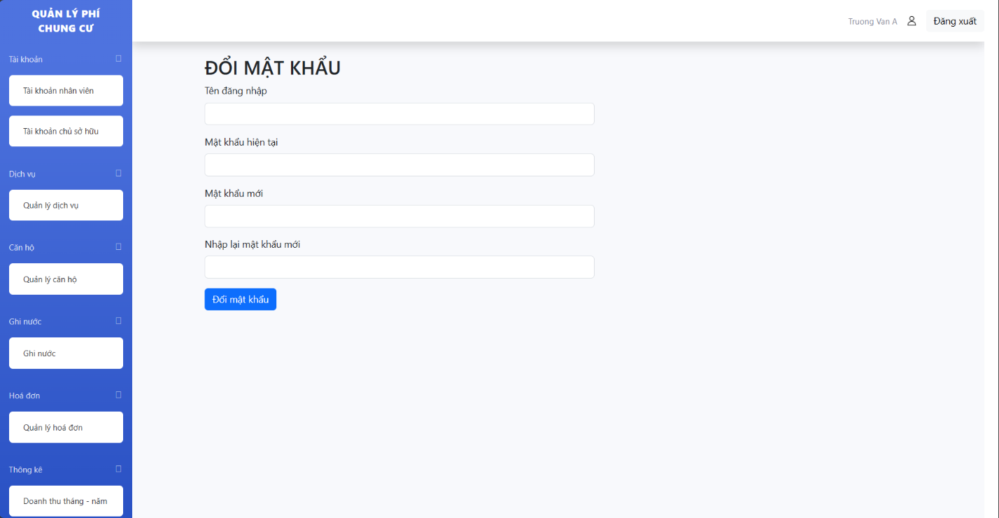 QUẢN LÝ PHÍ
CHUNG CƯ
Tài khoản
Tài khoản nhân viên
Tài khoản chủ sở hữu
Dịch vụ
Quản lý dịch vụ
Căn hộ
Quản lý căn hộ
Ghi nước
Ghi nước
Hoá đơn
Quản lý hoá đơn
Thông kê
Doanh thu tháng - năm
Truong Van A
Đăng xuất
ĐỔI MẬT KHẨU
Tên đăng nhập
Mật khẩu hiện tại
Mật khẩu mới
Nhập lại mật khẩu mới
Đổi mật khẩu